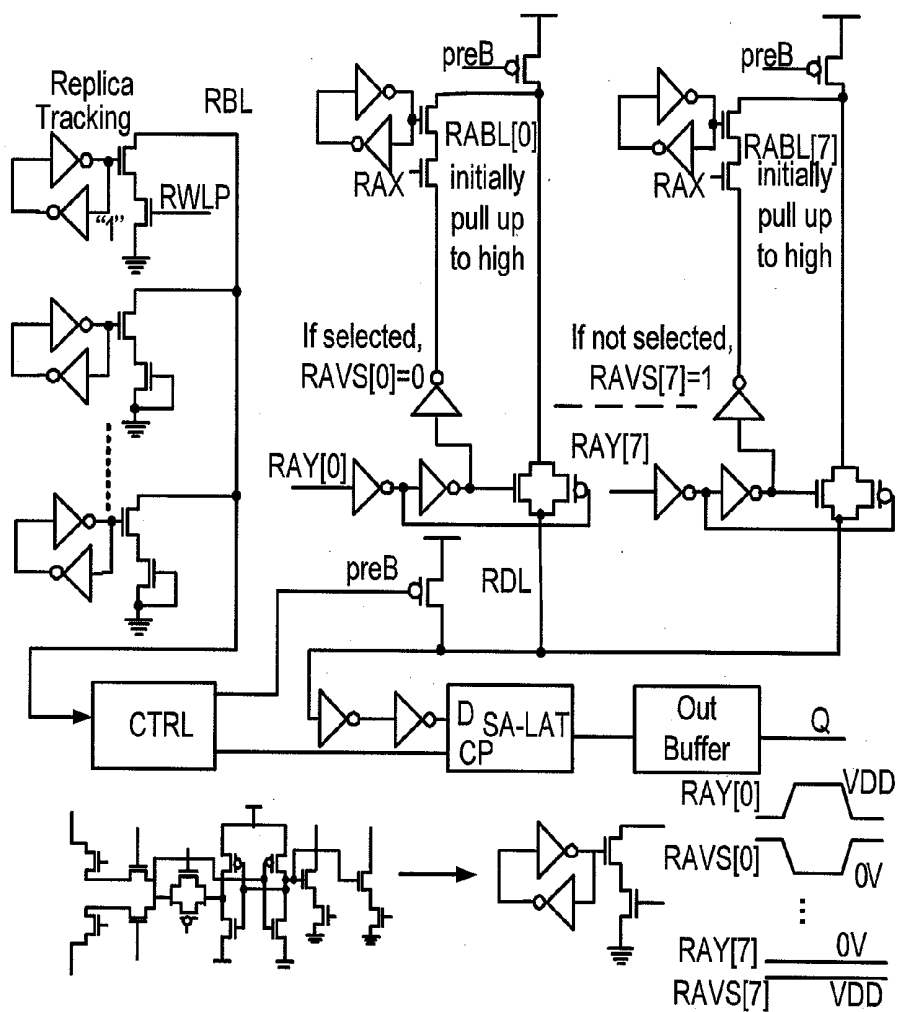 preB
preB
Replica
Tracking
RBL
RABL[0]
initially
pull up
to high
RABL[7]
initially
pull up
to high
RAX
RAX
RWLP
“1”
If selected,
RAVS[0]=0
If not selected,
RAVS[7]=1
RAY[0]
RAY[7]
preB
RDL
CTRL
D
SA-LAT
CP
Out
Buffer
Q
RAY[0]
VDD
RAVS[0]
0V
RAY[7]
0V
RAVS[7]
VDD